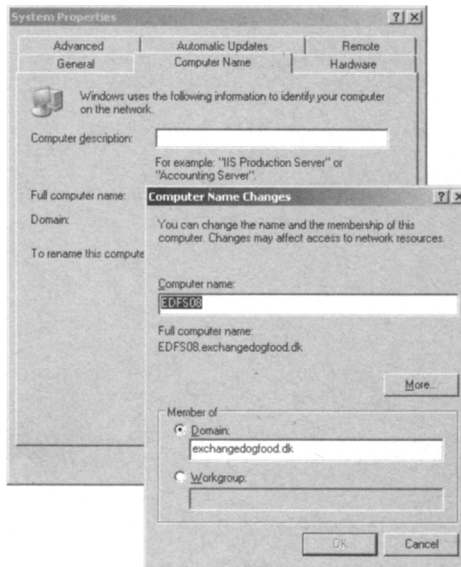 System Properties
Advanced Automatic Updates Remote
General Computer Name Hardware
Windows uses the following information to identify your computer
on the network.
Computer description:
For example: "IIS Production Server" or
"Accounting Server".
Full computer name:
Domain:
To rename this compute
Computer Name Changes
You can change the name and the membership of this
computer. Changes may affect access to network resources.
Computer name:
EDFS08
Full computer name:
EDFS08.exchangedogfood.dk
More...
Member of
Domain:
exchangedogfood.dk
Workgroup:
OK Cancel